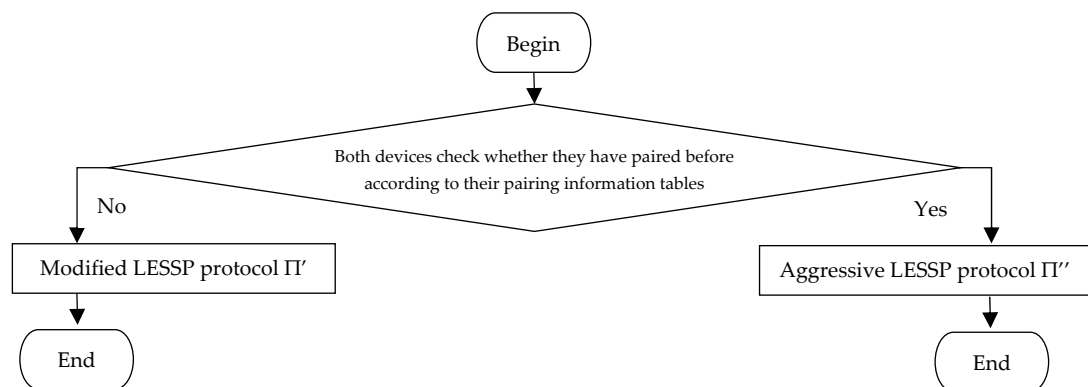 Begin
Both devices check whether they have paired before
according to their pairing information tables
No
Yes
Modified LESSP protocol Π′
Aggressive LESSP protocol Π′′
End
End